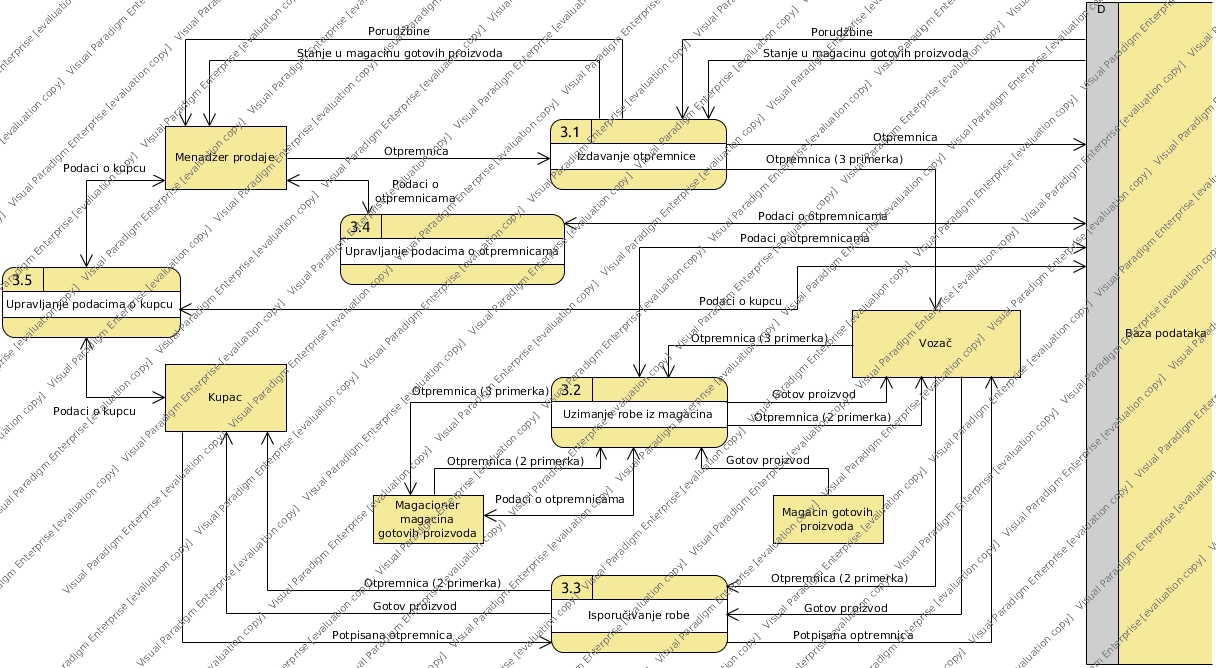 D
Porudžbine
Porudžbine
Stanje u magacinu gotovih proizvoda
Stanje u magacinu gotovih proizvoda
3.1
Otpremnica
Otpremnica
Menadžer prodaje
Izdavanje otpremnice
Otpremnica (3 primerka)
Podaci o kupcu
Podaci o
otpremnicama
3.4
Podaci o otpremnicama
Podaci o otpremnicama
Upravljanje podacima o otpremnicama
3.5
Upravljanje podacima o kupcu
Podaci o kupcu
Baza podataka
Otpremnica (3 primerka)
Vozač
Otpremnica (3 primerka)
3.2
Gotov proizvod
Kupac
Podaci o kupcu
Uzimanje robe iz magacina
Otpremnica (2 primerka)
Otpremnica (2 primerka)
Gotov proizvod
Podaci o otpremnicama
Magacioner
magacina
gotovih proizvoda
Magacin gotovih
proizvoda
Otpremnica (2 primerka)
3.3
Otpremnica (2 primerka)
Gotov proizvod
Isporučivanje robe
Gotov proizvod
Potpisana otpremnica
Potpisana optremnica
Visual Paradigm Enterprise [evaluation copy]